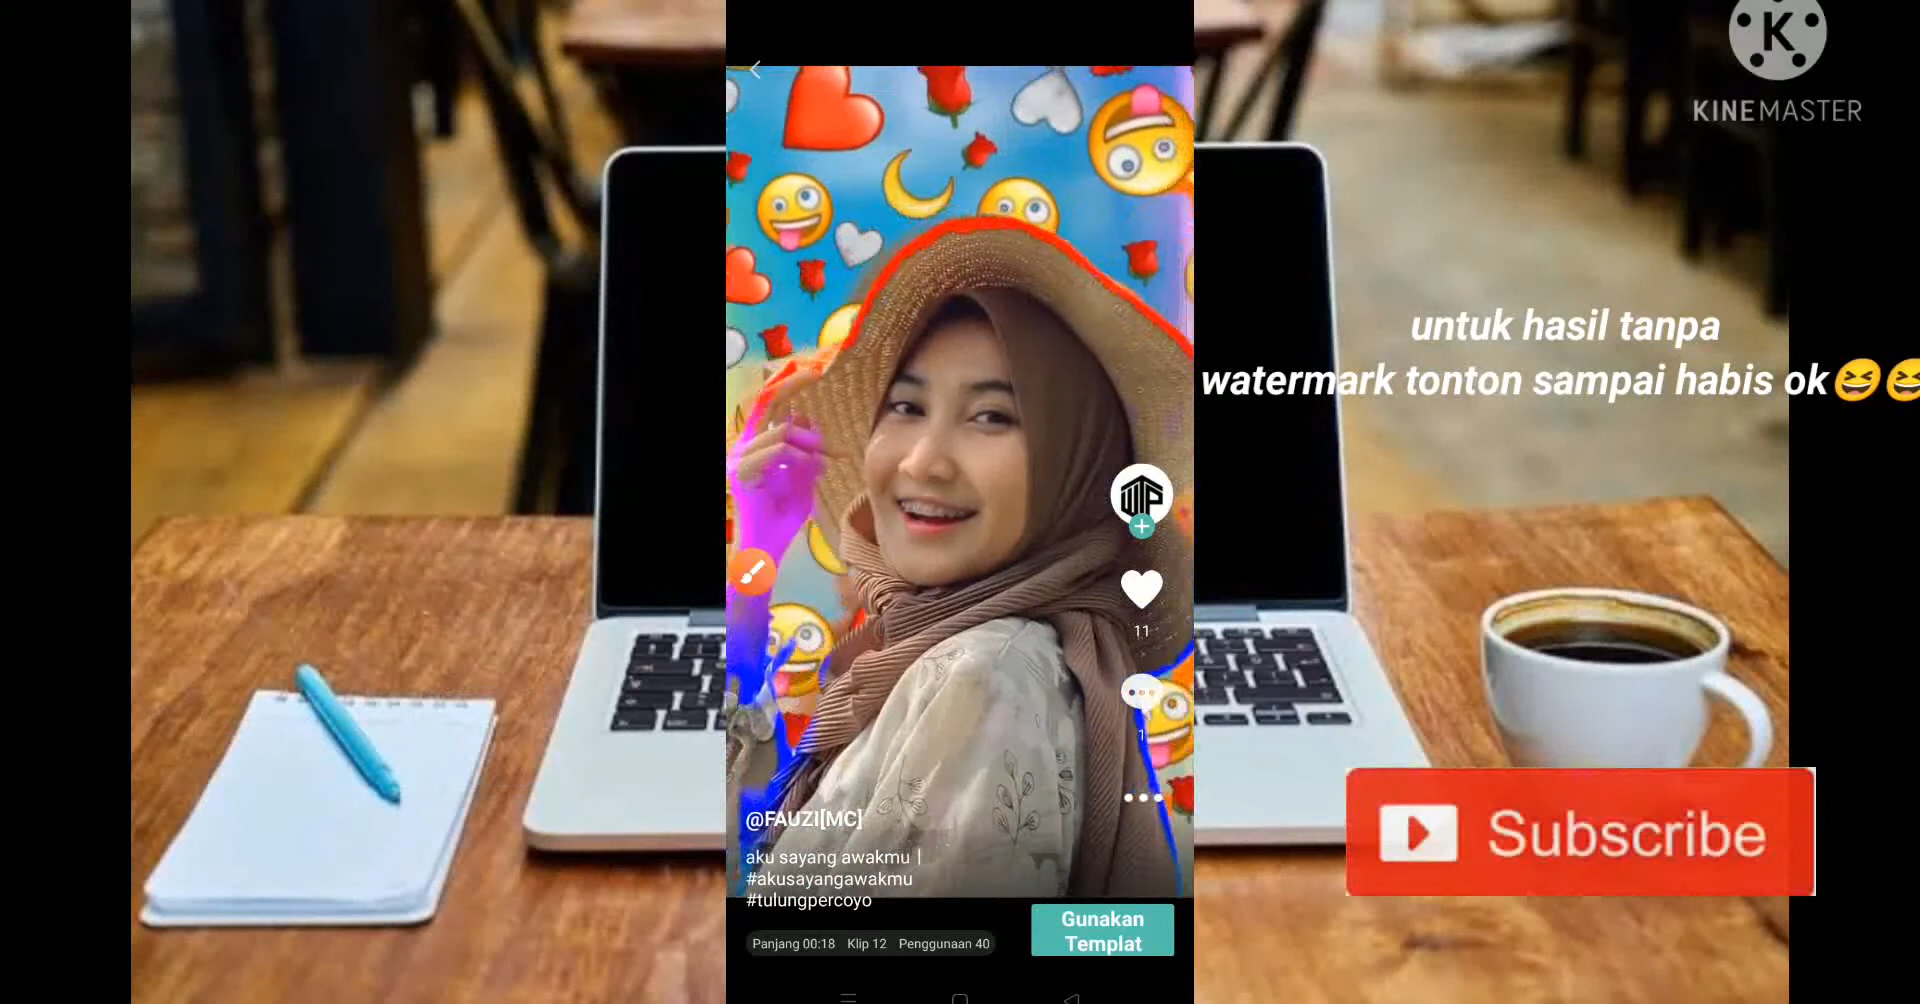 KINEMASTER
untuk hasil tanpa
watermark tonton sampai habis ok😆😆
11
1
@FAUZI[MC]
aku sayang awakmu |
#akusayangawakmu
#tulungpercoyo
Panjang 00:18 Klip 12 Penggunaan 40
Gunakan
Templat
Subscribe